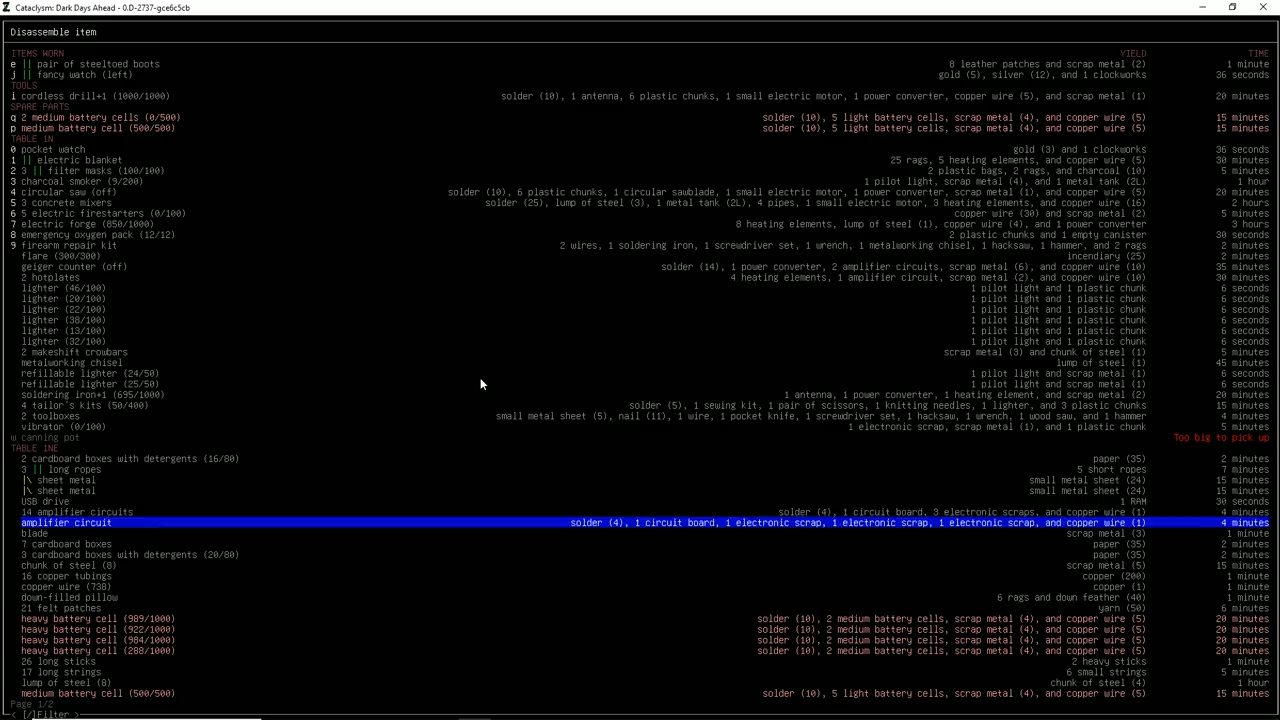 Cataclysm: Dark Days Ahead - 0.D-2737-gce6c5cb
Disassemble item
ITEMS WORN YIELD TIME
e || pair of steeltoed boots 8 leather patches and scrap metal (2) 1 minute
j || fancy watch (left) gold (5), silver (12), and 1 clockworks 36 seconds
TOOLS
i cordless drill+1 (1000/1000) solder (10), 1 antenna, 6 plastic chunks, 1 small electric motor, 1 power converter, copper wire (5), and scrap metal (1) 20 minutes
SPARE PARTS
q 2 medium battery cells (0/500) solder (10), 5 light battery cells, scrap metal (4), and copper wire (5) 15 minutes
p medium battery cell (500/500) solder (10), 5 light battery cells, scrap metal (4), and copper wire (5) 15 minutes
TABLE 1N
0 pocket watch gold (3) and 1 clockworks 36 seconds
1 || electric blanket 25 rags, 5 heating elements, and copper wire (5) 30 minutes
2 3 || filter masks (100/100) 2 plastic bags, 2 rags, and charcoal (10) 5 minutes
3 charcoal smoker (9/200) 1 pilot light, scrap metal (4), and 1 metal tank (2L) 1 hour
4 circular saw (off) solder (10), 6 plastic chunks, 1 circular sawblade, 1 small electric motor, 1 power converter, scrap metal (1), and copper wire (5) 20 minutes
5 3 concrete mixers solder (25), lump of steel (3), 1 metal tank (2L), 4 pipes, 1 small electric motor, 3 heating elements, and copper wire (16) 2 hours
6 5 electric firestarters (0/100) copper wire (30) and scrap metal (2) 5 minutes
7 electric forge (850/1000) 8 heating elements, lump of steel (1), copper wire (4), and 1 power converter 3 hours
8 emergency oxygen pack (12/12) 2 plastic chunks and 1 empty canister 30 seconds
9 firearm repair kit 2 wires, 1 soldering iron, 1 screwdriver set, 1 wrench, 1 metalworking chisel, 1 hacksaw, 1 hammer, and 2 rags 2 minutes
flare (300/300) incendiary (25) 2 minutes
geiger counter (off) solder (14), 1 power converter, 2 amplifier circuits, scrap metal (6), and copper wire (10) 35 minutes
2 hotplates 4 heating elements, 1 amplifier circuit, scrap metal (2), and copper wire (10) 30 minutes
lighter (46/100) 1 pilot light and 1 plastic chunk 6 seconds
lighter (20/100) 1 pilot light and 1 plastic chunk 6 seconds
lighter (22/100) 1 pilot light and 1 plastic chunk 6 seconds
lighter (38/100) 1 pilot light and 1 plastic chunk 6 seconds
lighter (13/100) 1 pilot light and 1 plastic chunk 6 seconds
lighter (32/100) 1 pilot light and 1 plastic chunk 6 seconds
2 makeshift crowbars scrap metal (3) and chunk of steel (1) 5 minutes
metalworking chisel lump of steel (1) 45 minutes
refillable lighter (24/50) 1 pilot light and scrap metal (1) 6 seconds
refillable lighter (25/50) 1 pilot light and scrap metal (1) 6 seconds
soldering iron+1 (695/1000) 1 antenna, 1 power converter, 1 heating element, and scrap metal (2) 20 minutes
4 tailor's kits (50/400) solder (5), 1 sewing kit, 1 pair of scissors, 1 knitting needles, 1 lighter, and 3 plastic chunks 15 minutes
2 toolboxes small metal sheet (5), nail (11), 1 wire, 1 pocket knife, 1 screwdriver set, 1 hacksaw, 1 wrench, 1 wood saw, and 1 hammer 4 minutes
vibrator (0/100) 1 electronic scrap, scrap metal (1), and 1 plastic chunk 5 minutes
w canning pot Too big to pick up
TABLE 1NE
2 cardboard boxes with detergents (16/80) paper (35) 2 minutes
3 || long ropes 5 short ropes 7 minutes
|\ sheet metal small metal sheet (24) 15 minutes
|\ sheet metal small metal sheet (24) 15 minutes
USB drive 1 RAM 30 seconds
14 amplifier circuits solder (4), 1 circuit board, 3 electronic scraps, and copper wire (1) 4 minutes
amplifier circuit solder (4), 1 circuit board, 1 electronic scrap, 1 electronic scrap, 1 electronic scrap, and copper wire (1) 4 minutes
blade scrap metal (3) 1 minute
7 cardboard boxes paper (35) 2 minutes
3 cardboard boxes with detergents (20/80) paper (35) 2 minutes
chunk of steel (8) scrap metal (5) 15 minutes
16 copper tubings copper (200) 1 minute
copper wire (738) copper (1) 1 minute
down-filled pillow 6 rags and down feather (40) 1 minute
21 felt patches yarn (50) 6 minutes
heavy battery cell (989/1000) solder (10), 2 medium battery cells, scrap metal (4), and copper wire (5) 20 minutes
heavy battery cell (922/1000) solder (10), 2 medium battery cells, scrap metal (4), and copper wire (5) 20 minutes
heavy battery cell (984/1000) solder (10), 2 medium battery cells, scrap metal (4), and copper wire (5) 20 minutes
heavy battery cell (288/1000) solder (10), 2 medium battery cells, scrap metal (4), and copper wire (5) 20 minutes
26 long sticks 2 heavy sticks 1 minute
17 long strings 6 small strings 5 minutes
lump of steel (8) chunk of steel (4) 1 hour
medium battery cell (500/500) solder (10), 5 light battery cells, scrap metal (4), and copper wire (5) 15 minutes
Page 1/2
< [/]Filter >